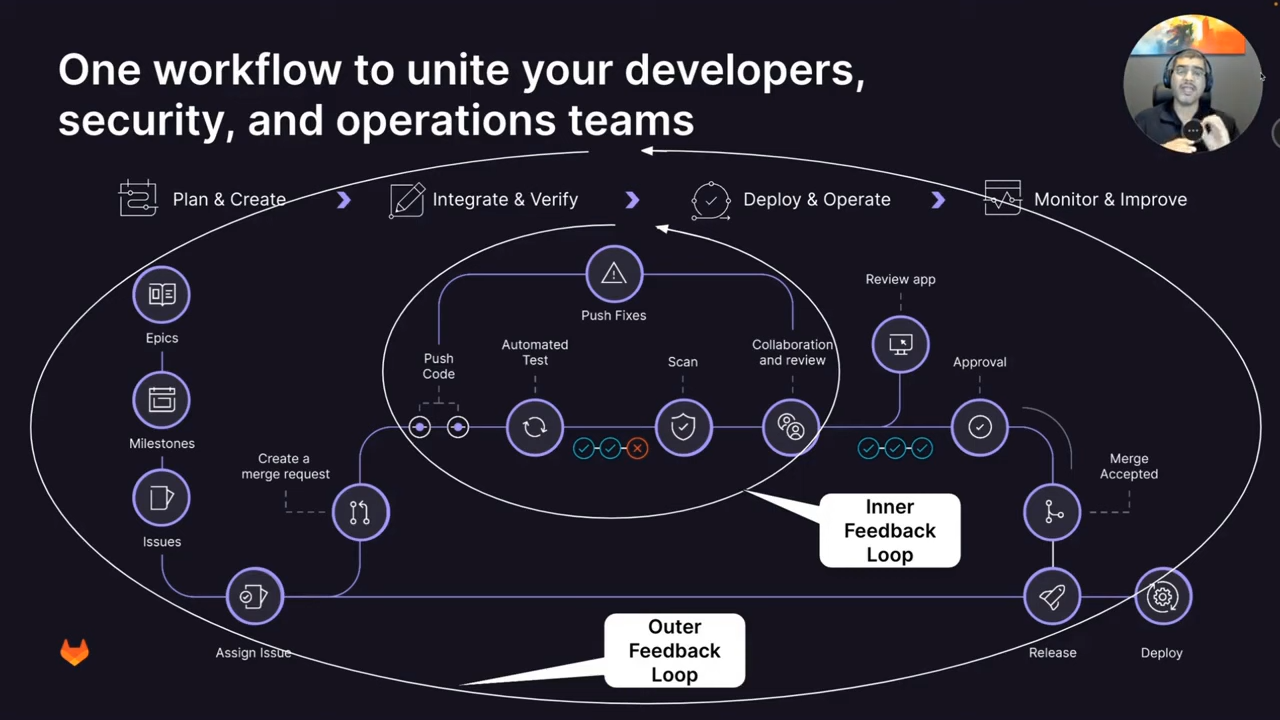 One workflow to unite your developers,
security, and operations teams
Plan & Create
Integrate & Verify
Deploy & Operate
Monitor & Improve
Epics
Milestones
Issues
Assign Issue
Create a
merge request
Push
Code
Push Fixes
Automated
Test
Scan
Collaboration
and review
Review app
Approval
Merge
Accepted
Release
Deploy
Inner
Feedback
Loop
Outer
Feedback
Loop